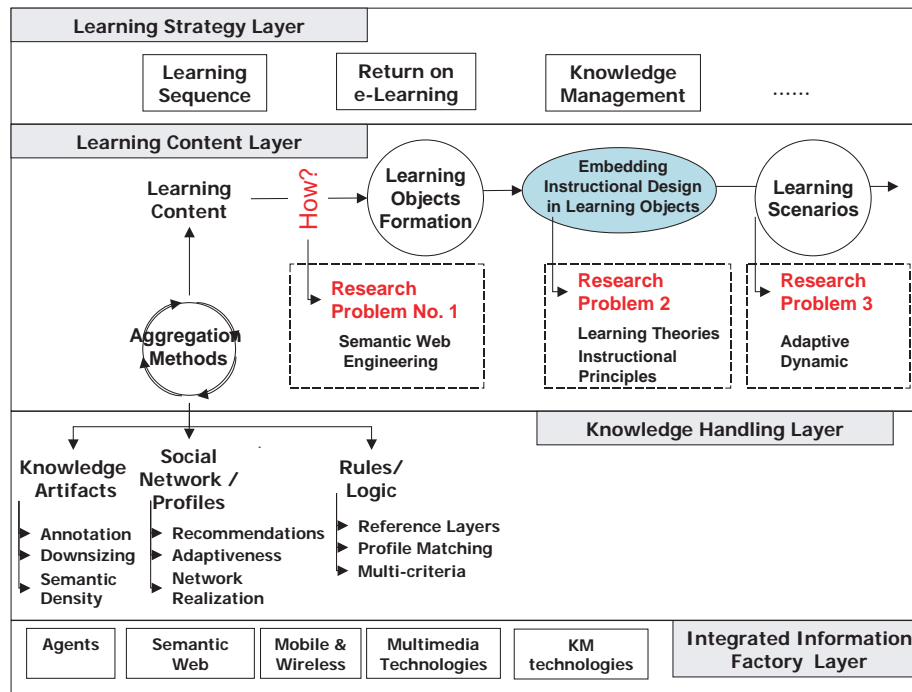 Learning Strategy Layer
Learning
Sequence
Return on
e-Learning
Knowledge
Management
......
Learning Content Layer
Learning
Content
How?
Learning
Objects
Formation
Embedding
Instructional Design
in Learning Objects
Learning
Scenarios
Research
Problem No. 1
Semantic Web
Engineering
Research
Problem 2
Learning Theories
Instructional
Principles
Research
Problem 3
Adaptive
Dynamic
Aggregation
Methods
Knowledge Handling Layer
Knowledge
Artifacts
Annotation
Downsizing
Semantic
Density
Social
Network /
Profiles
Recommendations
Adaptiveness
Network
Realization
Rules/
Logic
Reference Layers
Profile Matching
Multi-criteria
Agents
Semantic
Web
Mobile &
Wireless
Multimedia
Technologies
KM
technologies
Integrated Information
Factory Layer